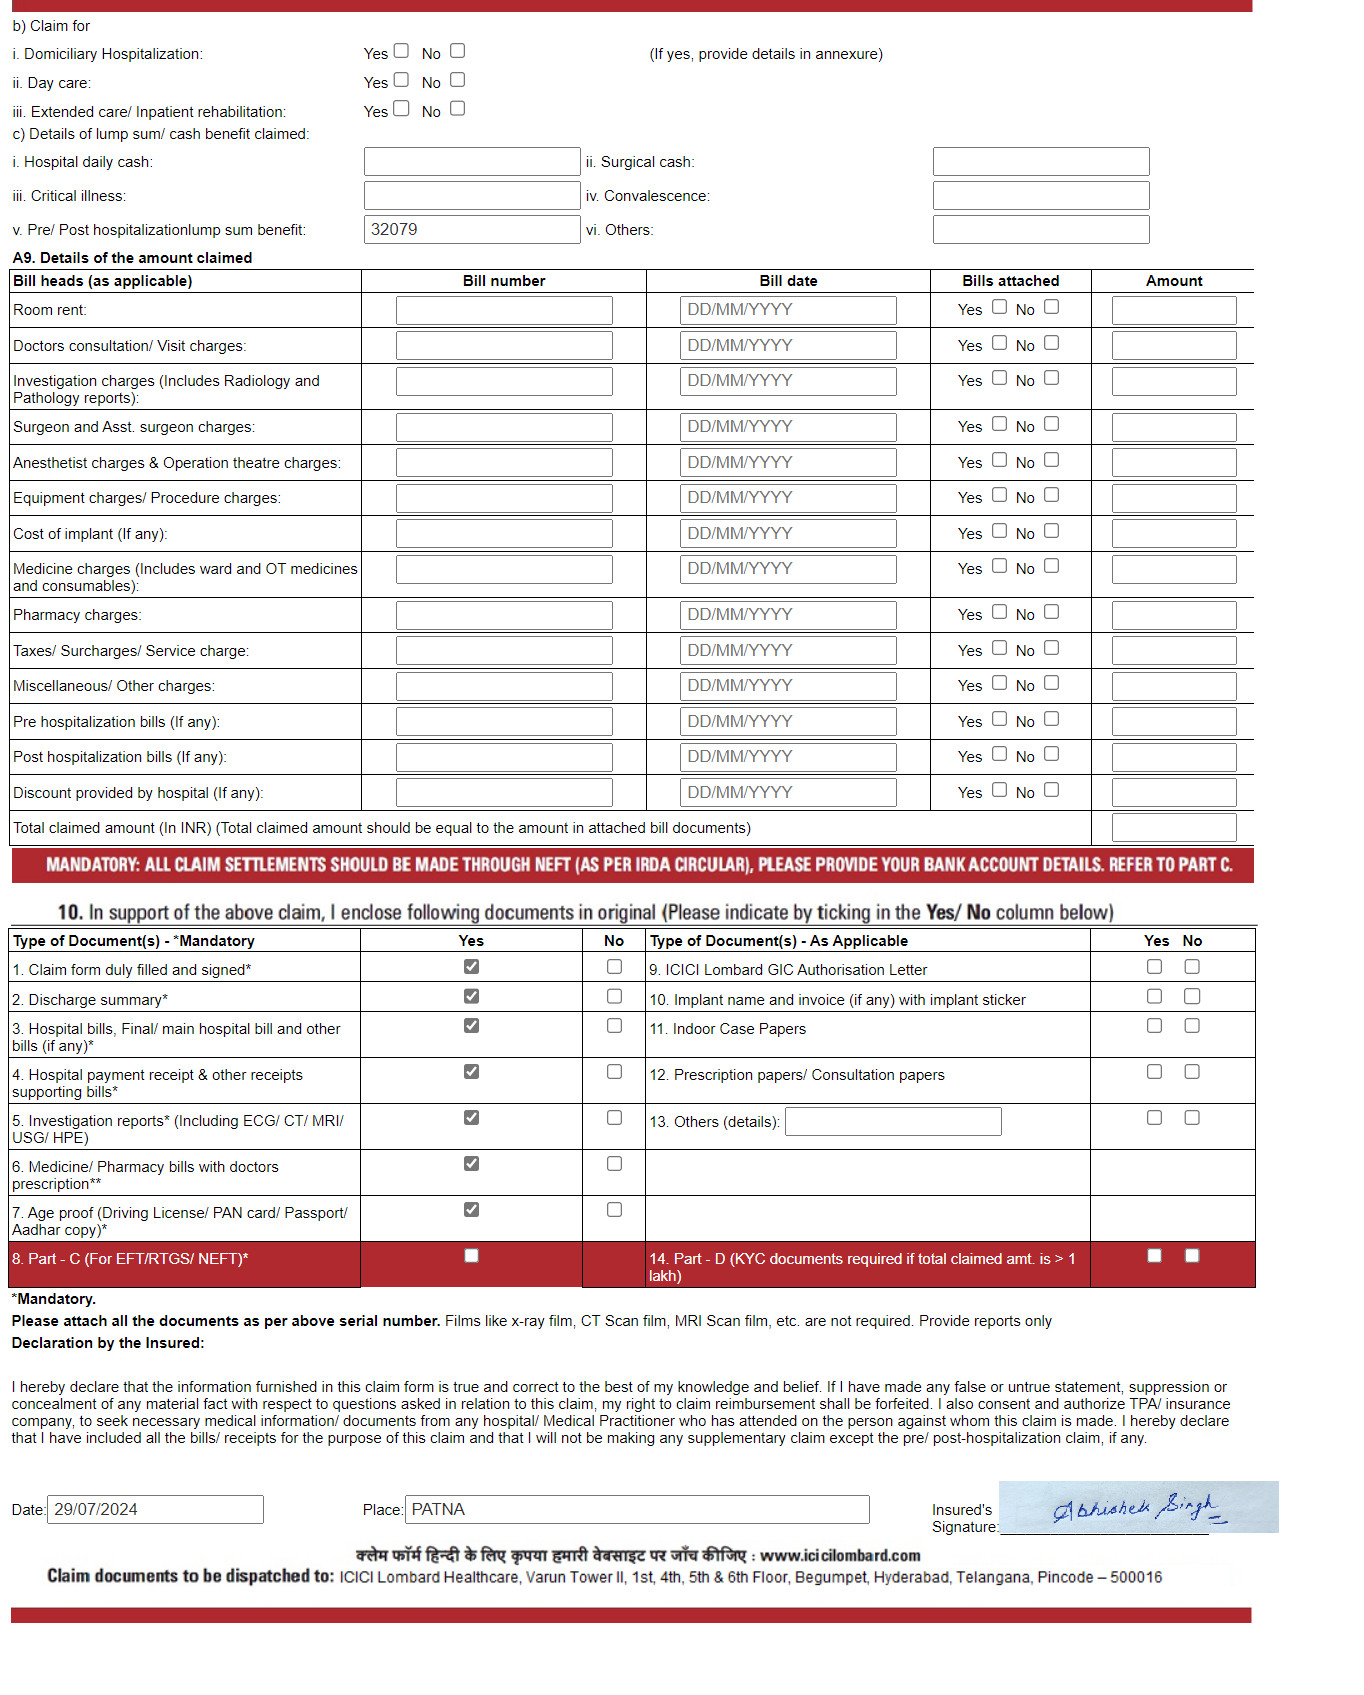 b) Claim for
i. Domiciliary Hospitalization: Yes No (If yes, provide details in annexure)
ii. Day care: Yes No
iii. Extended care/ Inpatient rehabilitation: Yes No
c) Details of lump sum/ cash benefit claimed:
i. Hospital daily cash: ii. Surgical cash:
iii. Critical illness: iv. Convalescence:
v. Pre/ Post hospitalizationlump sum benefit: 32079 vi. Others:
A9. Details of the amount claimed
Bill heads (as applicable) Bill number Bill date Bills attached Amount
Room rent: DD/MM/YYYY Yes No
Doctors consultation/ Visit charges: DD/MM/YYYY Yes No
Investigation charges (Includes Radiology and DD/MM/YYYY Yes No
Pathology reports):
Surgeon and Asst. surgeon charges: DD/MM/YYYY Yes No
Anesthetist charges & Operation theatre charges: DD/MM/YYYY Yes No
Equipment charges/ Procedure charges: DD/MM/YYYY Yes No
Cost of implant (If any): DD/MM/YYYY Yes No
Medicine charges (Includes ward and OT medicines DD/MM/YYYY Yes No
and consumables):
Pharmacy charges: DD/MM/YYYY Yes No
Taxes/ Surcharges/ Service charge: DD/MM/YYYY Yes No
Miscellaneous/ Other charges: DD/MM/YYYY Yes No
Pre hospitalization bills (If any): DD/MM/YYYY Yes No
Post hospitalization bills (If any): DD/MM/YYYY Yes No
Discount provided by hospital (If any): DD/MM/YYYY Yes No
Total claimed amount (In INR) (Total claimed amount should be equal to the amount in attached bill documents)
MANDATORY: ALL CLAIM SETTLEMENTS SHOULD BE MADE THROUGH NEFT (AS PER IRDA CIRCULAR), PLEASE PROVIDE YOUR BANK ACCOUNT DETAILS. REFER TO PART C.
10. In support of the above claim, I enclose following documents in original (Please indicate by ticking in the Yes/ No column below)
Type of Document(s) - *Mandatory Yes No Type of Document(s) - As Applicable Yes No
1. Claim form duly filled and signed* 9. ICICI Lombard GIC Authorisation Letter
2. Discharge summary* 10. Implant name and invoice (if any) with implant sticker
3. Hospital bills, Final/ main hospital bill and other 11. Indoor Case Papers
bills (if any)*
4. Hospital payment receipt & other receipts 12. Prescription papers/ Consultation papers
supporting bills*
5. Investigation reports* (Including ECG/ CT/ MRI/ 13. Others (details):
USG/ HPE)
6. Medicine/ Pharmacy bills with doctors
prescription**
7. Age proof (Driving License/ PAN card/ Passport/
Aadhar copy)*
8. Part - C (For EFT/RTGS/ NEFT)* 14. Part - D (KYC documents required if total claimed amt. is > 1
lakh)
*Mandatory.
Please attach all the documents as per above serial number. Films like x-ray film, CT Scan film, MRI Scan film, etc. are not required. Provide reports only
Declaration by the Insured:
I hereby declare that the information furnished in this claim form is true and correct to the best of my knowledge and belief. If I have made any false or untrue statement, suppression or
concealment of any material fact with respect to questions asked in relation to this claim, my right to claim reimbursement shall be forfeited. I also consent and authorize TPA/ insurance
company, to seek necessary medical information/ documents from any hospital/ Medical Practitioner who has attended on the person against whom this claim is made. I hereby declare
that I have included all the bills/ receipts for the purpose of this claim and that I will not be making any supplementary claim except the pre/ post-hospitalization claim, if any.
Date: 29/07/2024 Place: PATNA Insured's Abhishek Singh
Signature:
क्लेम फॉर्म हिन्दी के लिए कृपया हमारी वेबसाइट पर जाँच कीजिए : www.icicilombard.com
Claim documents to be dispatched to: ICICI Lombard Healthcare, Varun Tower II, 1st, 4th, 5th & 6th Floor, Begumpet, Hyderabad, Telangana, Pincode – 500016